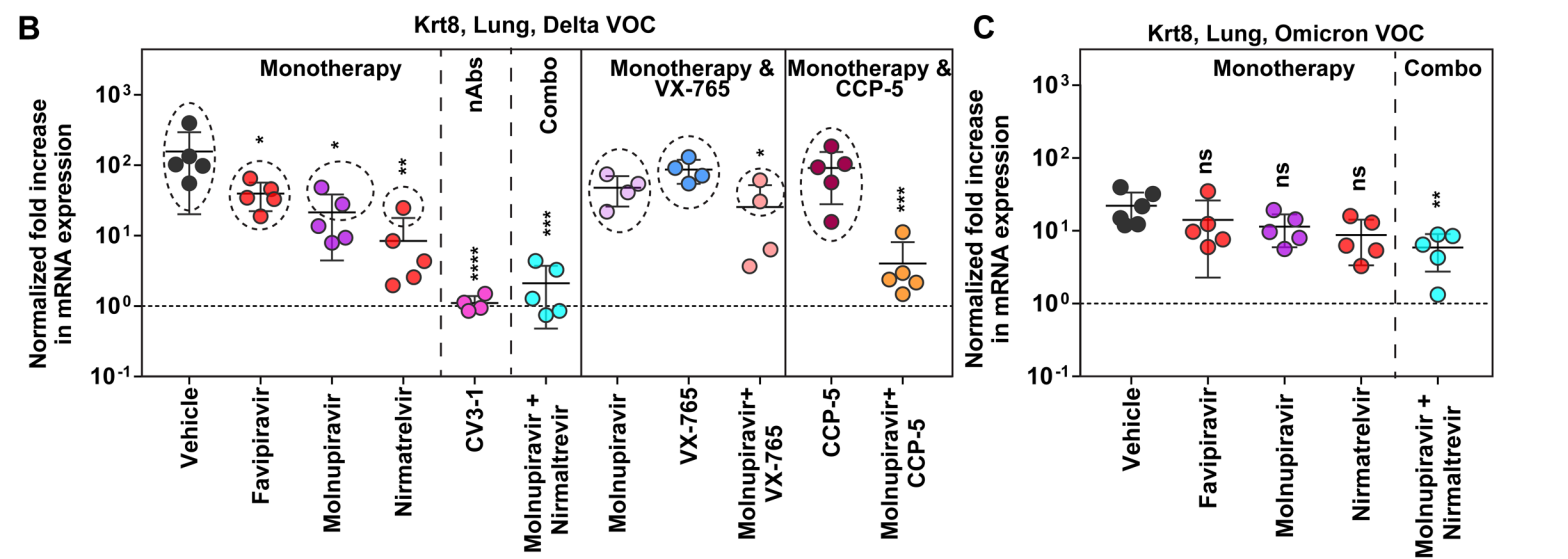 B
Krt8, Lung, Delta VOC
Normalized fold increase
in mRNA expression
10³
10²
10¹
10⁰
10⁻¹
Monotherapy
nAbs
Combo
Monotherapy &
VX-765
Monotherapy &
CCP-5
*
*
**
****
***
*
***
Vehicle
Favipiravir
Molnupiravir
Nirmatrelvir
CV3-1
Molnupiravir +
Nirmaltrevir
Molnupiravir
VX-765
Molnupiravir+
VX-765
CCP-5
Molnupiravir+
CCP-5
C
Krt8, Lung, Omicron VOC
Normalized fold increase
in mRNA expression
10³
10²
10¹
10⁰
10⁻¹
Monotherapy
Combo
ns
ns
ns
**
Vehicle
Favipiravir
Molnupiravir
Nirmatrelvir
Molnupiravir +
Nirmaltrevir